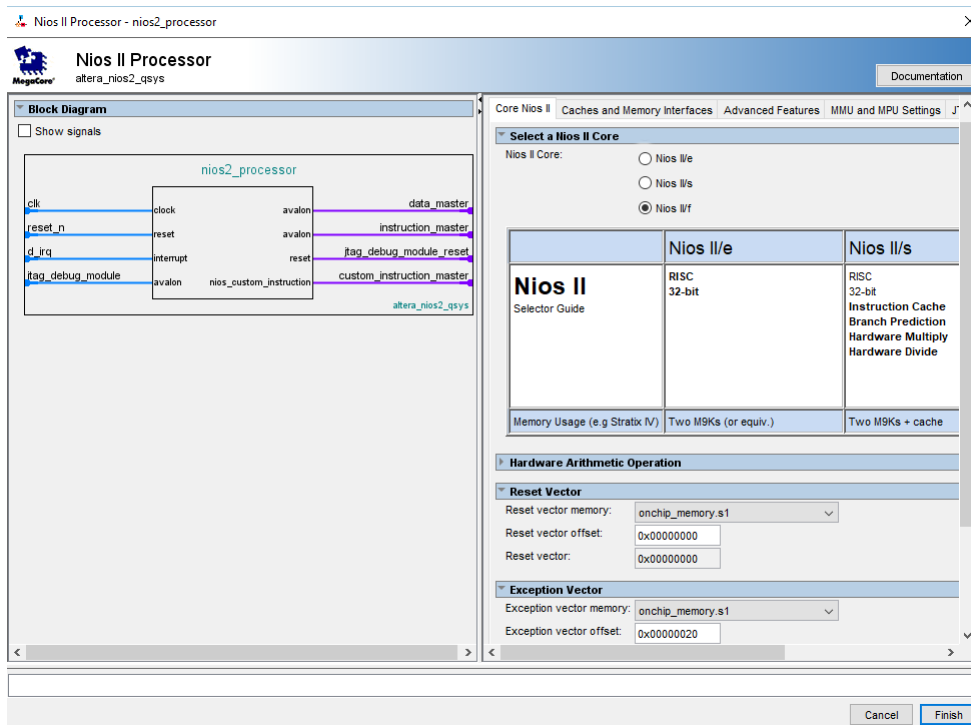 Nios II Processor - nios2_processor
MegaCore'
Nios II Processor
altera_nios2_qsys
Documentation
Block Diagram
Show signals
nios2_processor
clk
clock
avalon
data_master
reset_n
reset
avalon
instruction_master
d_irq
interrupt
reset
jtag_debug_module_reset
jtag_debug_module
avalon
nios_custom_instruction
custom_instruction_master
altera_nios2_qsys
Core Nios II
Caches and Memory Interfaces
Advanced Features
MMU and MPU Settings
Select a Nios II Core
Nios II Core:
Nios II/e
Nios II/s
Nios II/f
Nios II/e
Nios II/s
Nios II
Selector Guide
RISC
32-bit
RISC
32-bit
Instruction Cache
Branch Prediction
Hardware Multiply
Hardware Divide
Memory Usage (e.g Stratix IV)
Two M9Ks (or equiv.)
Two M9Ks + cache
Hardware Arithmetic Operation
Reset Vector
Reset vector memory:
onchip_memory.s1
Reset vector offset:
0x00000000
Reset vector:
0x00000000
Exception Vector
Exception vector memory:
onchip_memory.s1
Exception vector offset:
0x00000020
Cancel
Finish